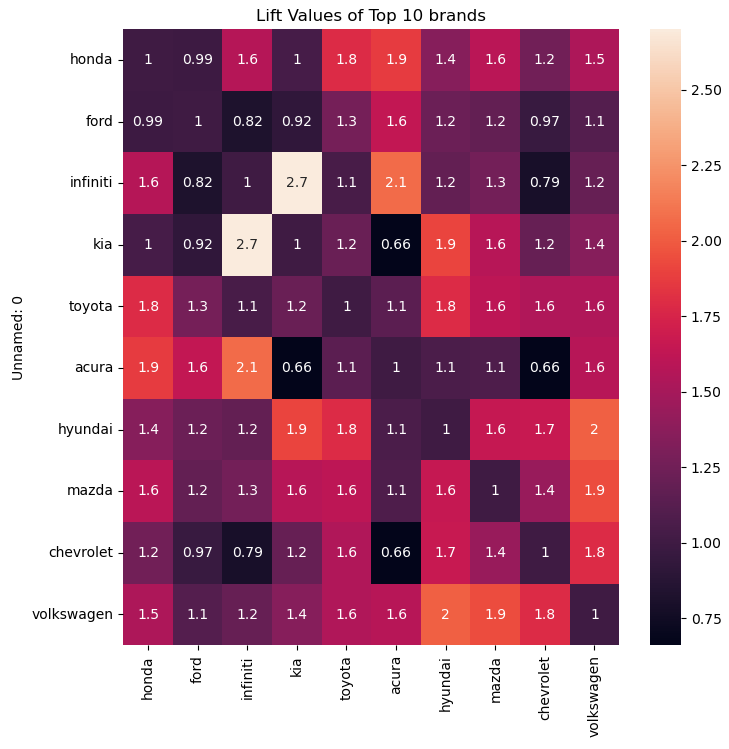 Lift Values of Top 10 brands
Unnamed: 0
honda 1 0.99 1.6 1 1.8 1.9 1.4 1.6 1.2 1.5
ford 0.99 1 0.82 0.92 1.3 1.6 1.2 1.2 0.97 1.1
infiniti 1.6 0.82 1 2.7 1.1 2.1 1.2 1.3 0.79 1.2
kia 1 0.92 2.7 1 1.2 0.66 1.9 1.6 1.2 1.4
toyota 1.8 1.3 1.1 1.2 1 1.1 1.8 1.6 1.6 1.6
acura 1.9 1.6 2.1 0.66 1.1 1 1.1 1.1 0.66 1.6
hyundai 1.4 1.2 1.2 1.9 1.8 1.1 1 1.6 1.7 2
mazda 1.6 1.2 1.3 1.6 1.6 1.1 1.6 1 1.4 1.9
chevrolet 1.2 0.97 0.79 1.2 1.6 0.66 1.7 1.4 1 1.8
volkswagen 1.5 1.1 1.2 1.4 1.6 1.6 2 1.9 1.8 1
honda ford infiniti kia toyota acura hyundai mazda chevrolet volkswagen
2.50
2.25
2.00
1.75
1.50
1.25
1.00
0.75